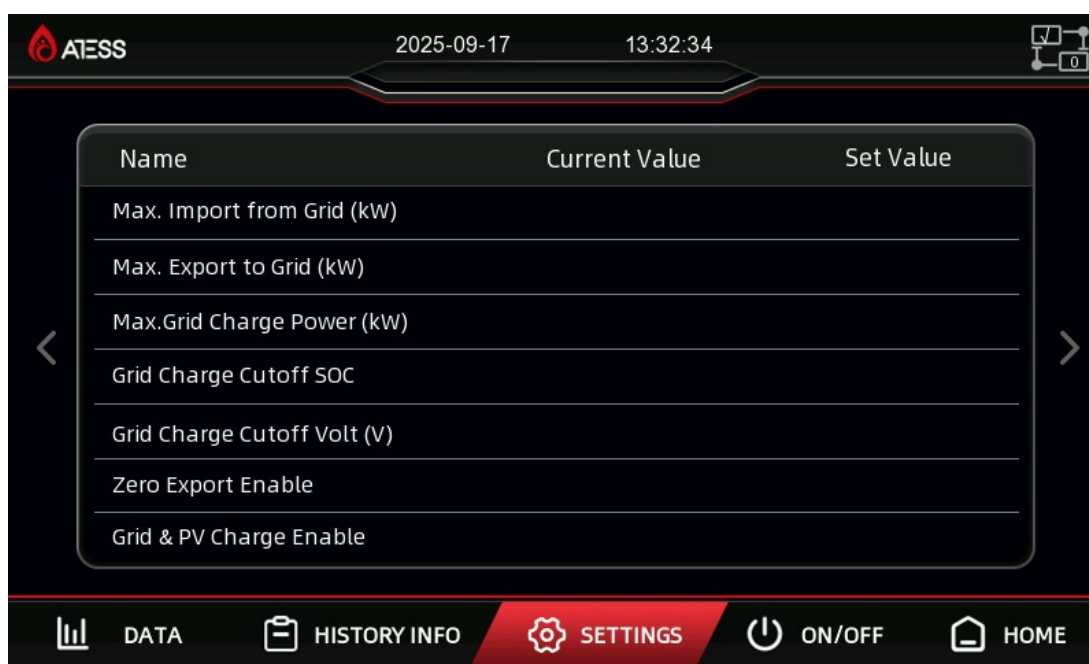 ATESS 2025-09-17 13:32:34
0
Name Current Value Set Value
Max. Import from Grid (kW)
Max. Export to Grid (kW)
Max.Grid Charge Power (kW)
Grid Charge Cutoff SOC
Grid Charge Cutoff Volt (V)
Zero Export Enable
Grid & PV Charge Enable
DATA HISTORY INFO SETTINGS ON/OFF HOME